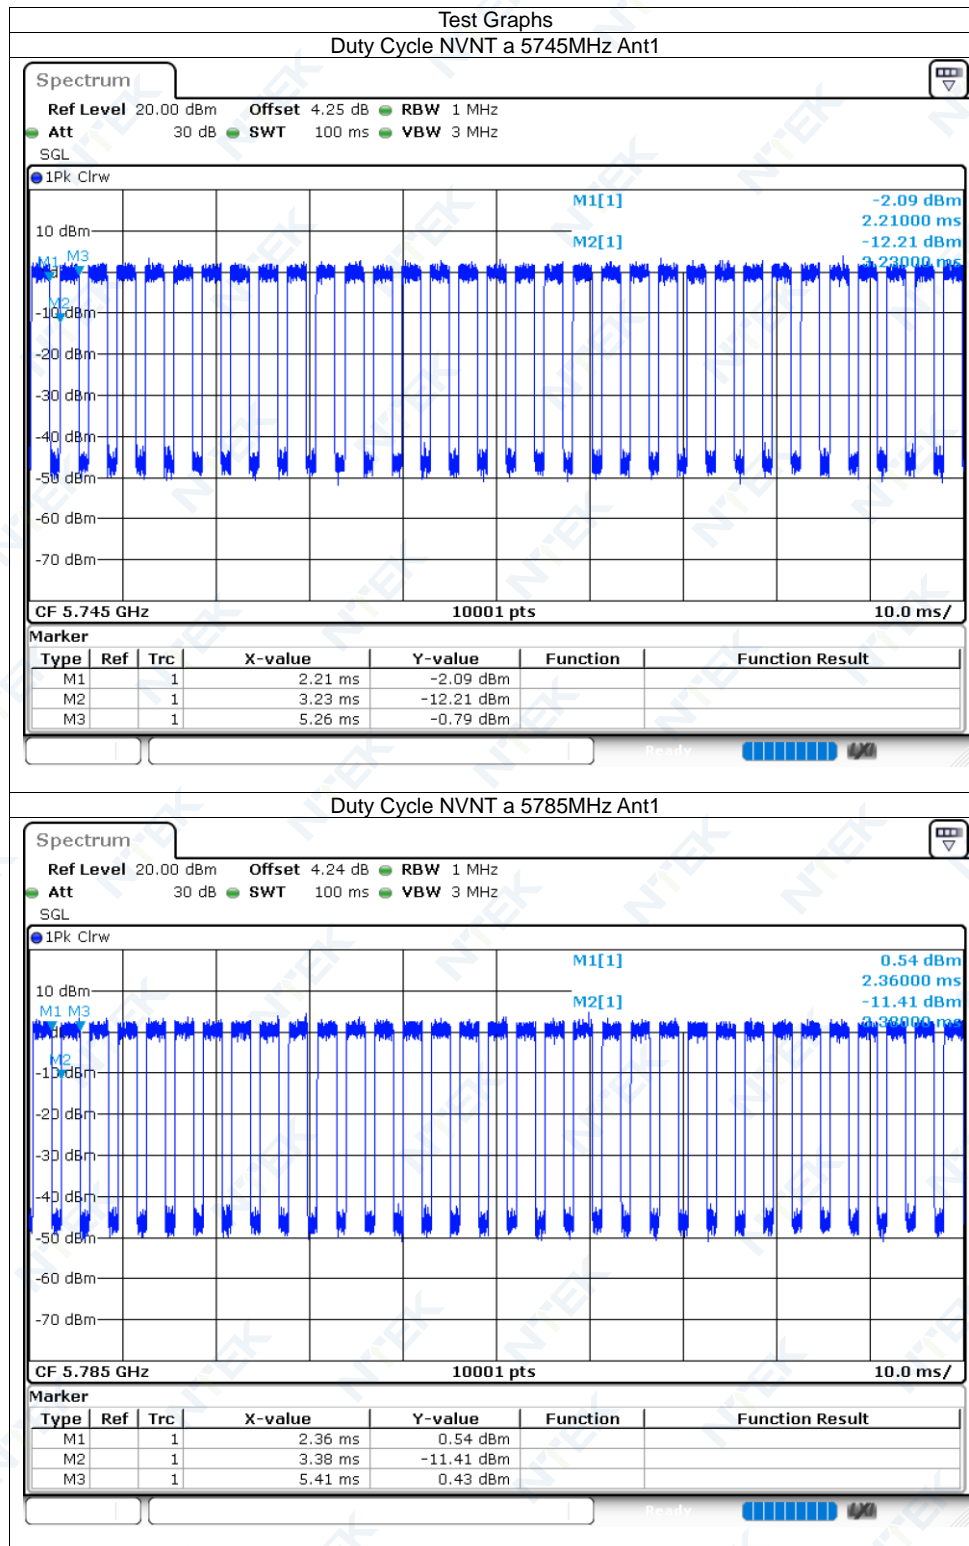 Test Graphs
Duty Cycle NVNT a 5745MHz Ant1
Spectrum
Ref Level 20.00 dBm Offset 4.25 dB RBW 1 MHz
Att 30 dB SWT 100 ms VBW 3 MHz
SGL
1Pk Clrw
M1[1] -2.09 dBm
2.21000 ms
10 dBm
M2[1] -12.21 dBm
3.23000 ms
M1 M3
M2
-10 dBm
-20 dBm
-30 dBm
-40 dBm
-50 dBm
-60 dBm
-70 dBm
CF 5.745 GHz 10001 pts 10.0 ms/
Marker
Type Ref Trc X-value Y-value Function Function Result
M1 1 2.21 ms -2.09 dBm
M2 1 3.23 ms -12.21 dBm
M3 1 5.26 ms -0.79 dBm
Ready LXI
Duty Cycle NVNT a 5785MHz Ant1
Spectrum
Ref Level 20.00 dBm Offset 4.24 dB RBW 1 MHz
Att 30 dB SWT 100 ms VBW 3 MHz
SGL
1Pk Clrw
M1[1] 0.54 dBm
2.36000 ms
10 dBm
M2[1] -11.41 dBm
3.38000 ms
M1 M3
M2
-10 dBm
-20 dBm
-30 dBm
-40 dBm
-50 dBm
-60 dBm
-70 dBm
CF 5.785 GHz 10001 pts 10.0 ms/
Marker
Type Ref Trc X-value Y-value Function Function Result
M1 1 2.36 ms 0.54 dBm
M2 1 3.38 ms -11.41 dBm
M3 1 5.41 ms 0.43 dBm
Ready LXI
NTEK